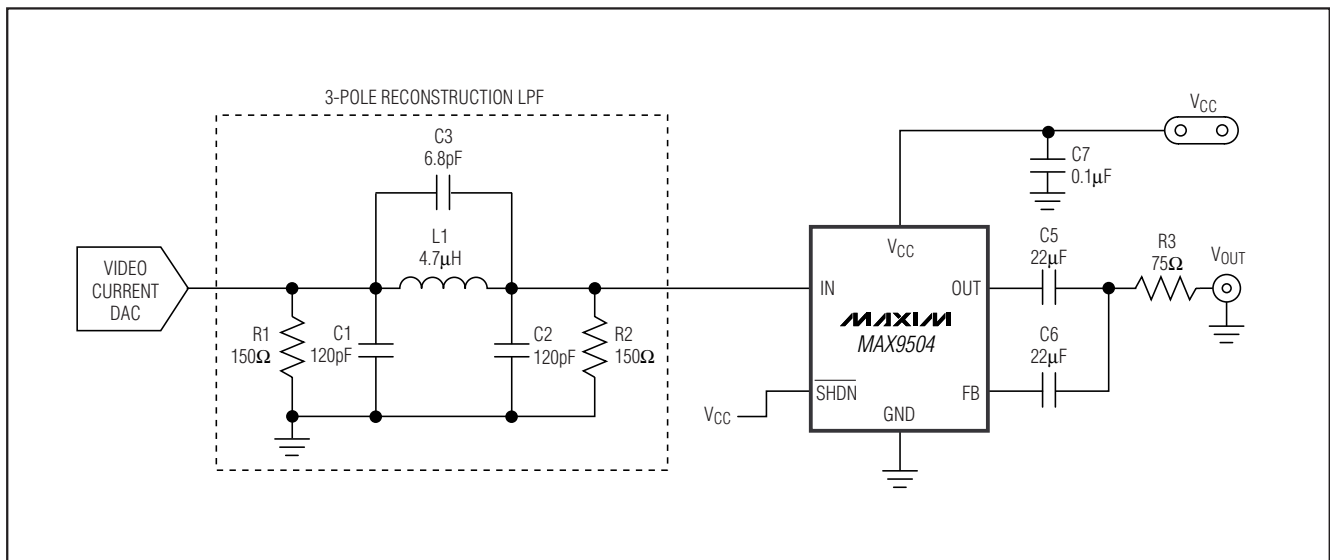 3-POLE RECONSTRUCTION LPF
C3
6.8pF
L1
4.7μH
VIDEO
CURRENT
DAC
R1
150Ω
C1
120pF
C2
120pF
R2
150Ω
VCC
C7
0.1μF
VCC
IN
OUT
MAXIM
MAX9504
SHDN
FB
GND
VCC
C5
22μF
C6
22μF
R3
75Ω
VOUT